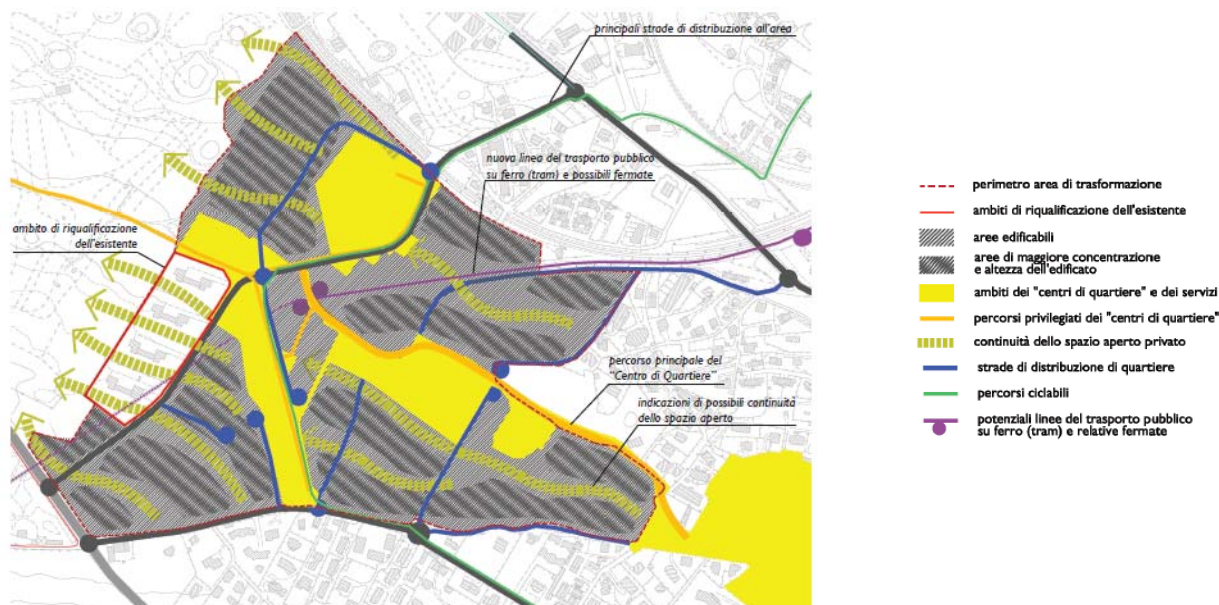 principali strade di distribuzione all'area
nuova linea del trasporto pubblico
su ferro (tram) e possibili fermate
ambito di riqualificazione
dell'esistente
percorso principale del
"Centro di Quartiere"
indicazioni di possibili continuità
dello spazio aperto
perimetro area di trasformazione
ambiti di riqualificazione dell'esistente
aree edificabili
aree di maggiore concentrazione
e altezza dell'edificato
ambiti dei "centri di quartiere" e dei servizi
percorsi privilegiati dei "centri di quartiere"
continuità dello spazio aperto privato
strade di distribuzione di quartiere
percorsi ciclabili
potenziali linee del trasporto pubblico
su ferro (tram) e relative fermate